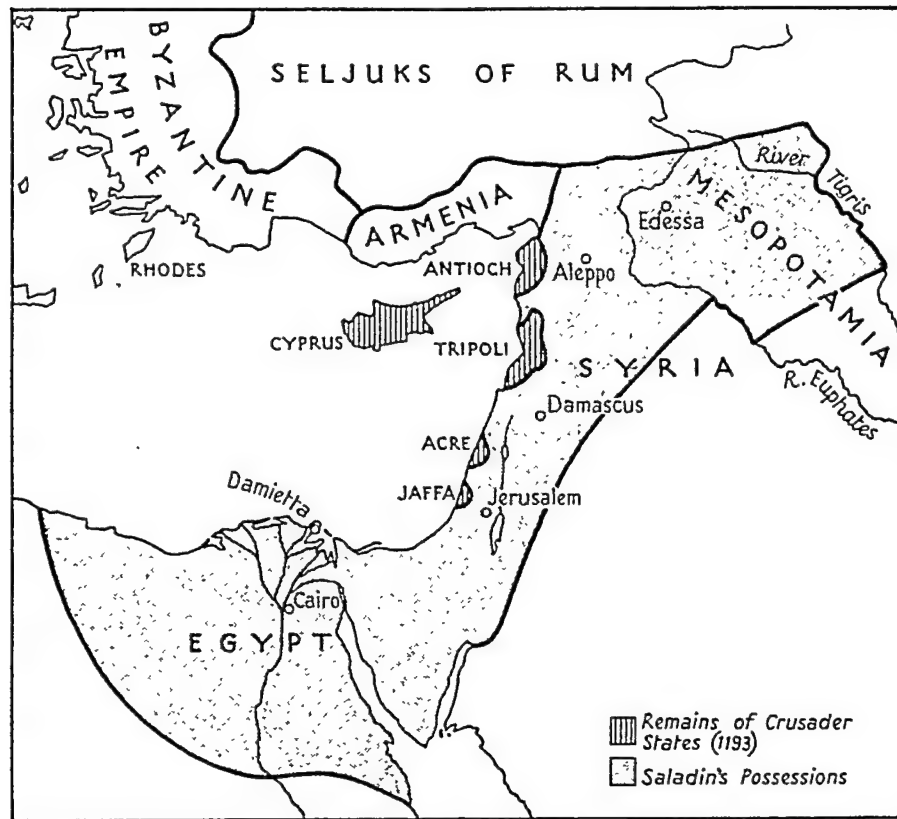 BYZANTINE
EMPIRE
SELJUKS OF RUM
ARMENIA
River Tigris
MESOPOTAMIA
Edessa
RHODES
ANTIOCH
Aleppo
CYPRUS
TRIPOLI
SYRIA
R. Euphates
Damascus
ACRE
JAFFA
Jerusalem
Damietta
Cairo
EGYPT
Remains of Crusader
States (1193)
Saladin's Possessions